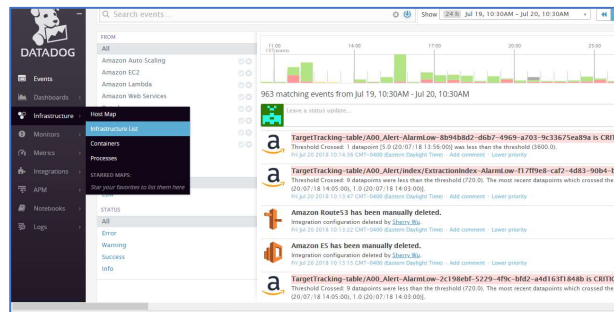 DATADOG
Events
Dashboards
Infrastructure
Monitors
Metrics
Integrations
APM
Notebooks
Logs
Host Map
Infrastructure List
Containers
Processes
STARRED MAPS:
Star your favorites to list them here
Search events...
Show 24h Jul 19, 10:30AM - Jul 20, 10:30AM
FROM
All
Amazon Auto Scaling
Amazon EC2
Amazon Lambda
Amazon Web Services
STATUS
All
Error
Warning
Success
Info
11:00 14:00 17:00 20:00 23:00
963 matching events from Jul 19, 10:30AM - Jul 20, 10:30AM
Leave a status update...
TargetTracking-table/A00_Alert-AlarmLow-8b94b8d2-d6b7-4969-a703-9c33675ea89a is CRIT
Threshold Crossed: 1 datapoint [5.0 (20/07/18 13:56:00)] was less than the threshold (3600.0).
Fri Jul 20 2018 10:14:36 GMT-0400 (Eastern Daylight Time) · Add comment · Lower priority
TargetTracking-table/A00_Alert/index/ExtractionIndex-AlarmLow-f17ff9e8-caf2-4d83-90b4-b
Threshold Crossed: 9 datapoints were less than the threshold (720.0). The most recent datapoints which crossed the
(20/07/18 14:05:00), 1.0 (20/07/18 14:03:00)].
Fri Jul 20 2018 10:13:47 GMT-0400 (Eastern Daylight Time) · Add comment · Lower priority
Amazon Route53 has been manually deleted.
Integration configuration deleted by Sherry Wu.
Fri Jul 20 2018 10:13:22 GMT-0400 (Eastern Daylight Time) · Add comment · Lower priority
Amazon ES has been manually deleted.
Integration configuration deleted by Sherry Wu.
Fri Jul 20 2018 10:13:15 GMT-0400 (Eastern Daylight Time) · Add comment · Lower priority
TargetTracking-table/A00_Alert-AlarmLow-2c198ebf-5229-4f9c-bfd2-a4d163f1848b is CRITIC
Threshold Crossed: 9 datapoints were less than the threshold (720.0). The most recent datapoints which crossed the
(20/07/18 14:05:00), 1.0 (20/07/18 14:03:00)].